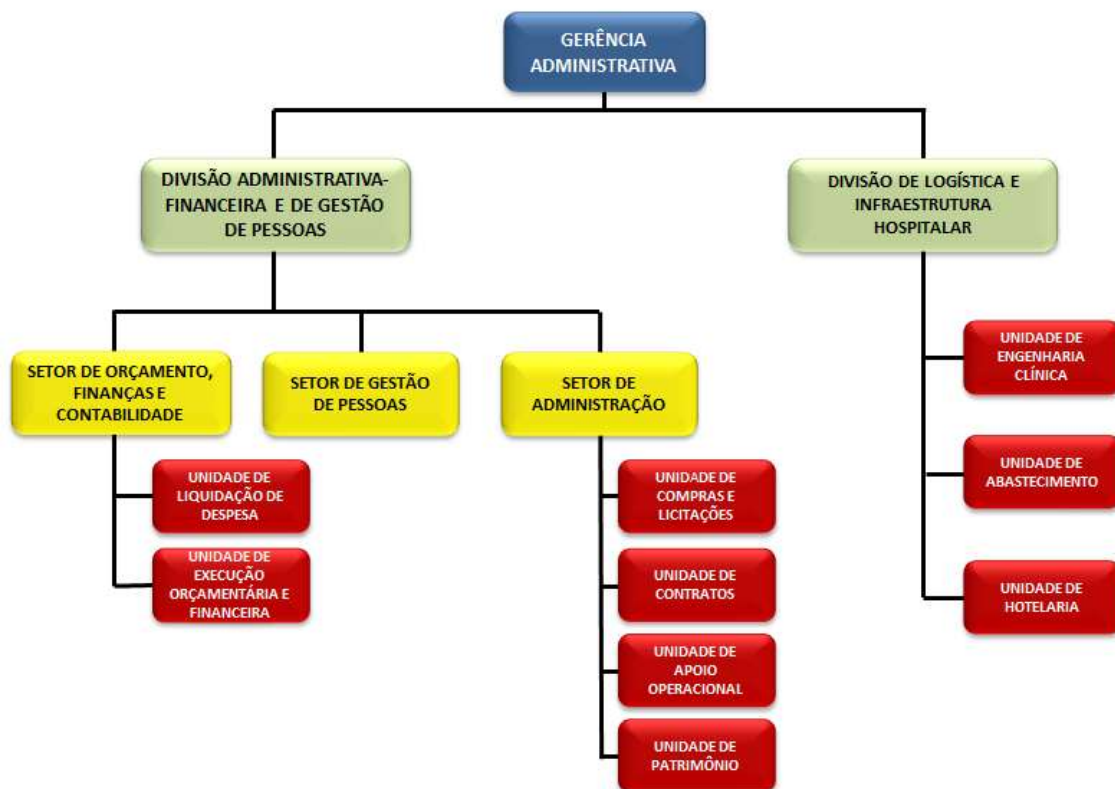 GERÊNCIA
ADMINISTRATIVA
DIVISÃO ADMINISTRATIVA-
FINANCEIRA E DE GESTÃO
DE PESSOAS
DIVISÃO DE LOGÍSTICA E
INFRAESTRUTURA
HOSPITALAR
SETOR DE ORÇAMENTO,
FINANÇAS E
CONTABILIDADE
SETOR DE GESTÃO
DE PESSOAS
SETOR DE
ADMINISTRAÇÃO
UNIDADE DE
LIQUIDAÇÃO DE
DESPESA
UNIDADE DE
EXECUÇÃO
ORÇAMENTÁRIA E
FINANCEIRA
UNIDADE DE
COMPRAS E
LICITAÇÕES
UNIDADE DE
CONTRATOS
UNIDADE DE
APOIO
OPERACIONAL
UNIDADE DE
PATRIMÔNIO
UNIDADE DE
ENGENHARIA
CLÍNICA
UNIDADE DE
ABASTECIMENTO
UNIDADE DE
HOTELARIA